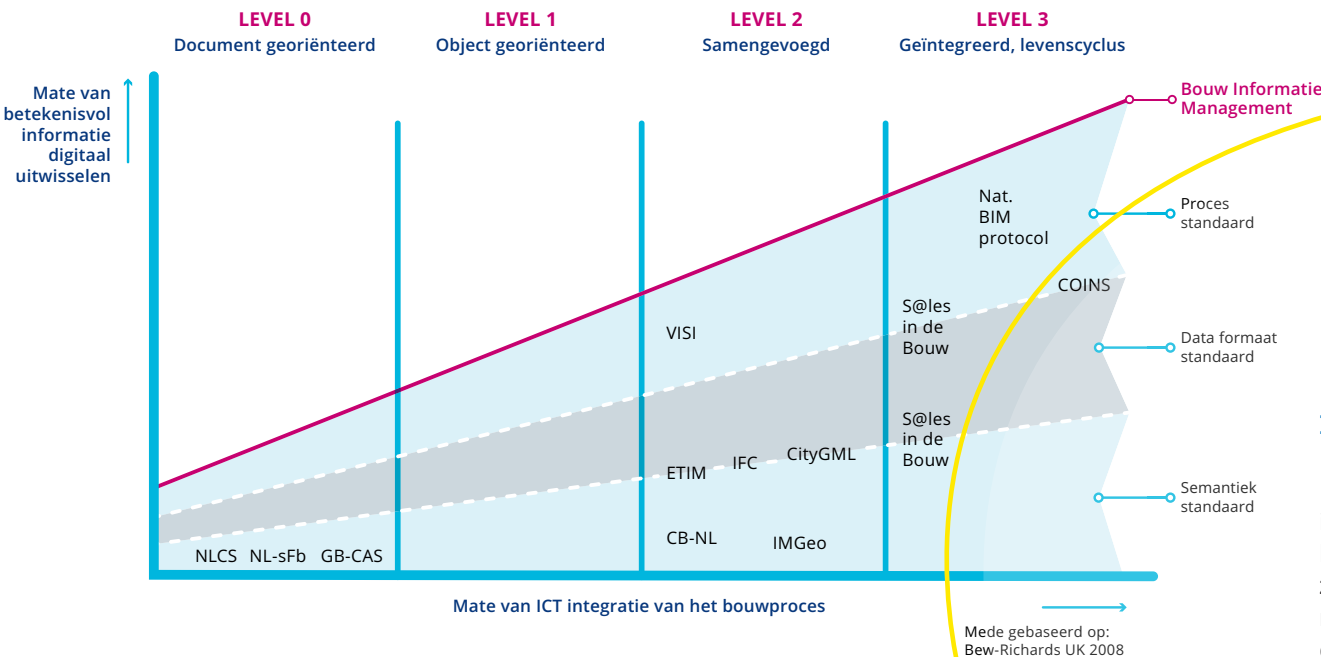 LEVEL 0
Document georiënteerd
LEVEL 1
Object georiënteerd
LEVEL 2
Samengevoegd
LEVEL 3
Geïntegreerd, levenscyclus
Mate van
betekenisvol
informatie
digitaal
uitwisselen
Bouw Informatie
Management
Nat.
BIM
protocol
Proces
standaard
COINS
S@les
in de
Bouw
VISI
Data formaat
standaard
S@les
in de
Bouw
ETIM
IFC
CityGML
Semantiek
standaard
CB-NL
IMGeo
NLCS
NL-sFb
GB-CAS
Mate van ICT integratie van het bouwproces
Mede gebaseerd op:
Bew-Richards UK 2008